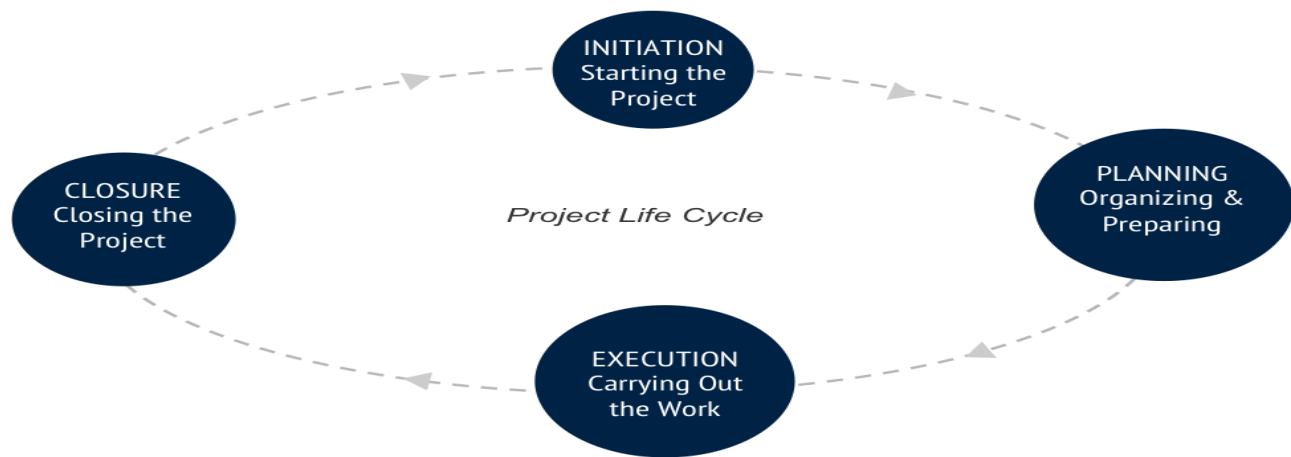 INITIATION
Starting the
Project
PLANNING
Organizing &
Preparing
EXECUTION
Carrying Out
the Work
CLOSURE
Closing the
Project
Project Life Cycle